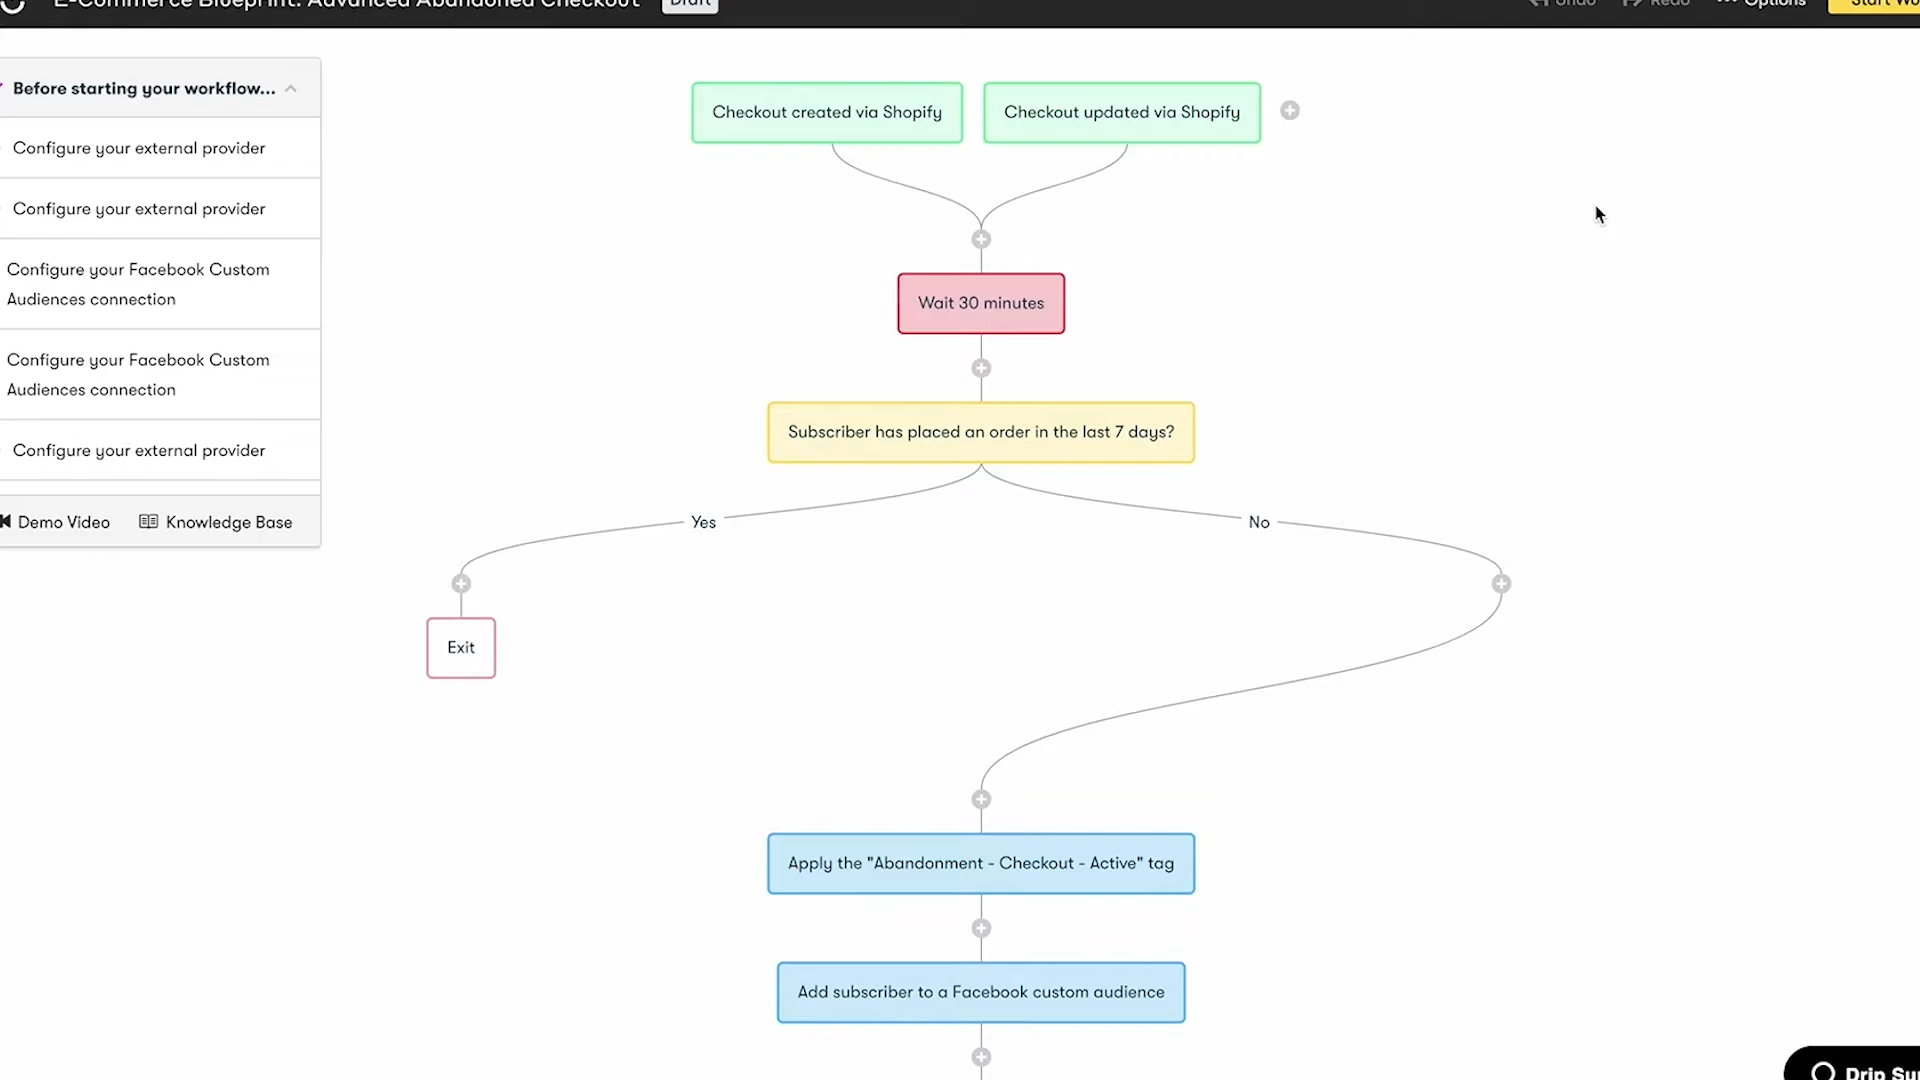 E-Commerce Blueprint: Advanced Abandoned Checkout Draft Undo Redo Options Start
Before starting your workflow...
Configure your external provider
Configure your external provider
Configure your Facebook Custom
Audiences connection
Configure your Facebook Custom
Audiences connection
Configure your external provider
Demo Video Knowledge Base
Checkout created via Shopify Checkout updated via Shopify
Wait 30 minutes
Subscriber has placed an order in the last 7 days?
Yes No
Exit
Apply the "Abandonment - Checkout - Active" tag
Add subscriber to a Facebook custom audience
Drip